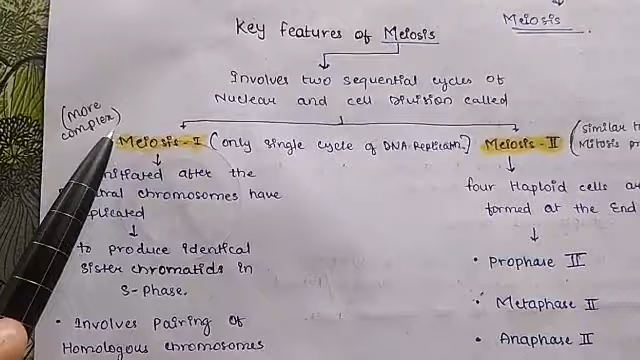 Key features of Meiosis
Meiosis
Involves two sequential cycles of
Nuclear and cell Division called
(more
complex)
Meiosis - I (only single cycle of DNA Replicatn.) Meiosis - II (similar
Mitosis
initiated after the
chromosomes have
to produce identical
sister chromatids in
S-phase.
• Involves pairing of
Homologous chromosomes
four Haploid cells
formed at the End
• Prophase II
• Metaphase II
• Anaphase II